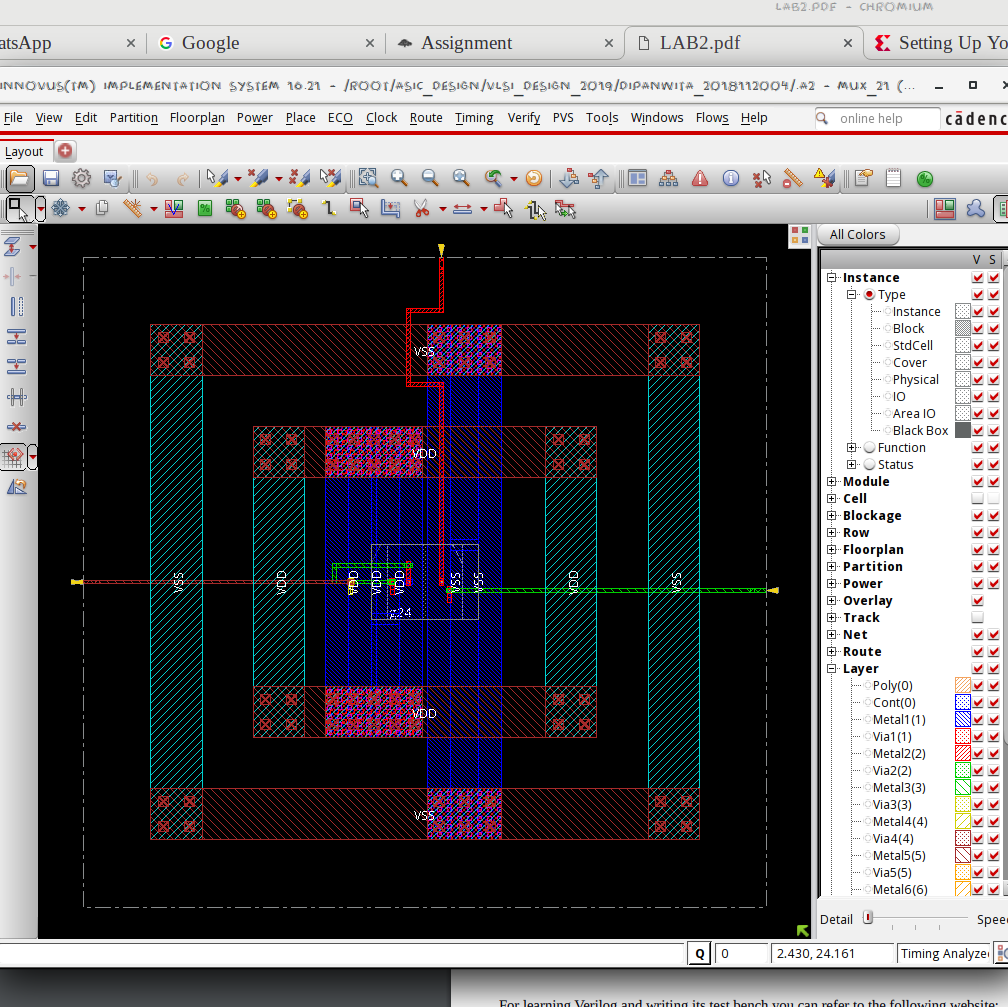 LAB2.PDF - CHROMIUM
atsApp × Google × Assignment × LAB2.pdf × Setting Up Yo
INNOVUS(TM) IMPLEMENTATION SYSTEM 16.21 - /ROOT/ASIC_DESIGN/VLSI_DESIGN_2019/DIPANWITA_2018112004/.A2 - MUX_21 (...
File View Edit Partition Floorplan Power Place ECO Clock Route Timing Verify PVS Tools Windows Flows Help online help cādenc
Layout
All Colors
V S
Instance
Type
Instance
Block
StdCell
Cover
Physical
IO
Area IO
Black Box
Function
Status
Module
Cell
Blockage
Row
Floorplan
Partition
Power
Overlay
Track
Net
Route
Layer
Poly(0)
Cont(0)
Metal1(1)
Via1(1)
Metal2(2)
Via2(2)
Metal3(3)
Via3(3)
Metal4(4)
Via4(4)
Metal5(5)
Via5(5)
Metal6(6)
VSS
VDD
VSS VDD VDD VDD VDD VSS VSS VDD VSS
g24
VDD
VSS
Detail Speed
Q 0 2.430, 24.161 Timing Analyze
For learning Verilog and writing its test bench you can refer to the following website: